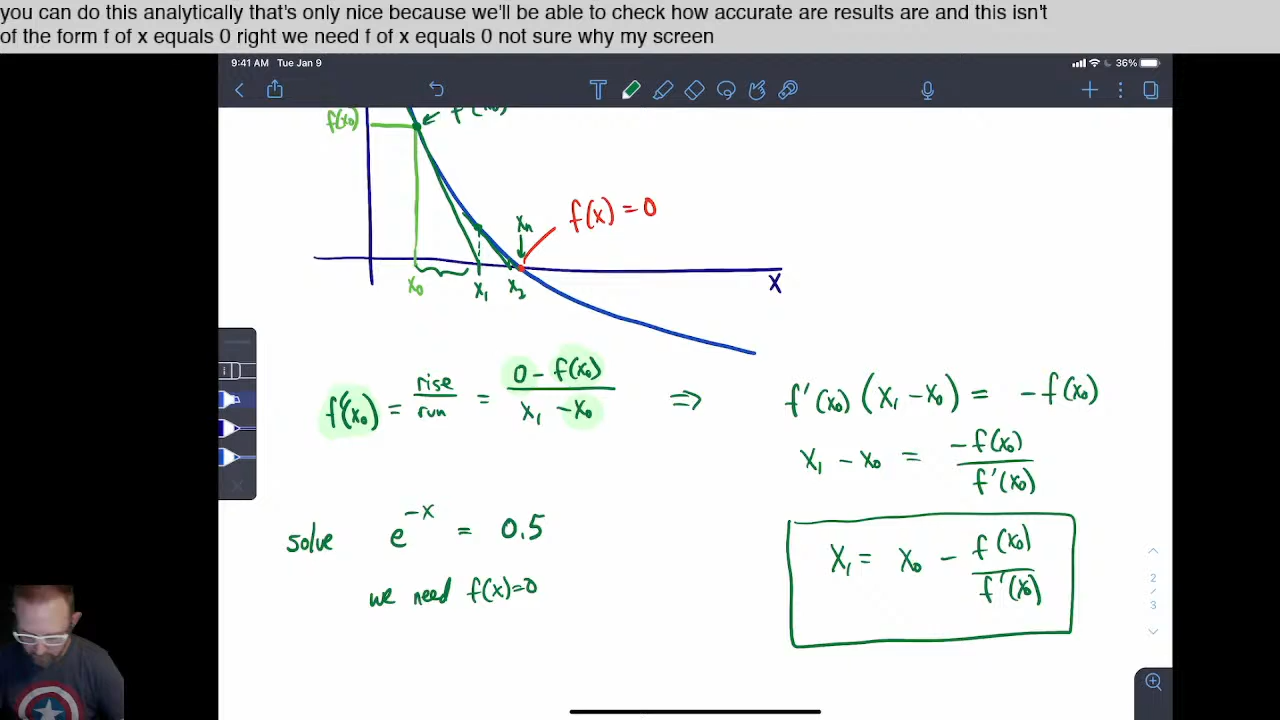 you can do this analytically that's only nice because we'll be able to check how accurate are results are and this isn't
of the form f of x equals 0 right we need f of x equals 0 not sure why my screen
9:41 AM Tue Jan 9
36%
f(x₀)
f(x) = 0
xₙ
x₀
x₁
x₂
X
f'(x₀) = rise/run = (0 - f(x₀))/(x₁ - x₀) ⇒ f'(x₀) (x₁ - x₀) = -f(x₀)
x₁ - x₀ = -f(x₀)/f'(x₀)
solve e^(-x) = 0.5
x₁ = x₀ - f(x₀)/f'(x₀)
we need f(x)=0
2
/
3